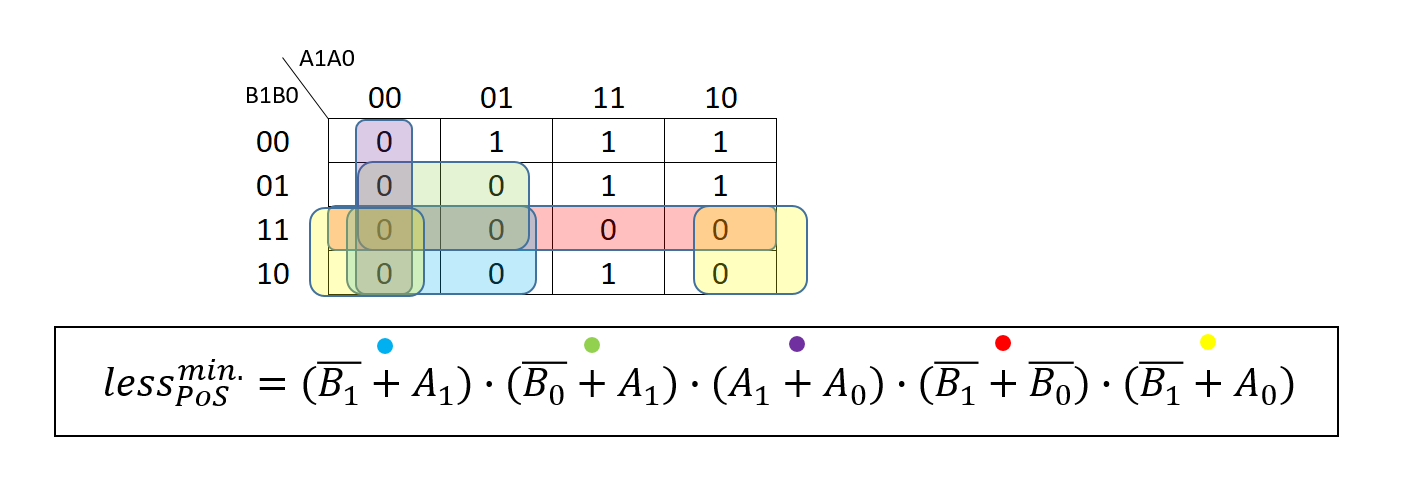 A1A0
B1B0 00 01 11 10
00 0 1 1 1
01 0 0 1 1
11 0 0 0 0
10 0 0 1 0
$less_{PoS}^{min.} = (\overline{B_1} + A_1) \cdot (\overline{B_0} + A_1) \cdot (A_1 + A_0) \cdot (\overline{B_1} + \overline{B_0}) \cdot (\overline{B_1} + A_0)$